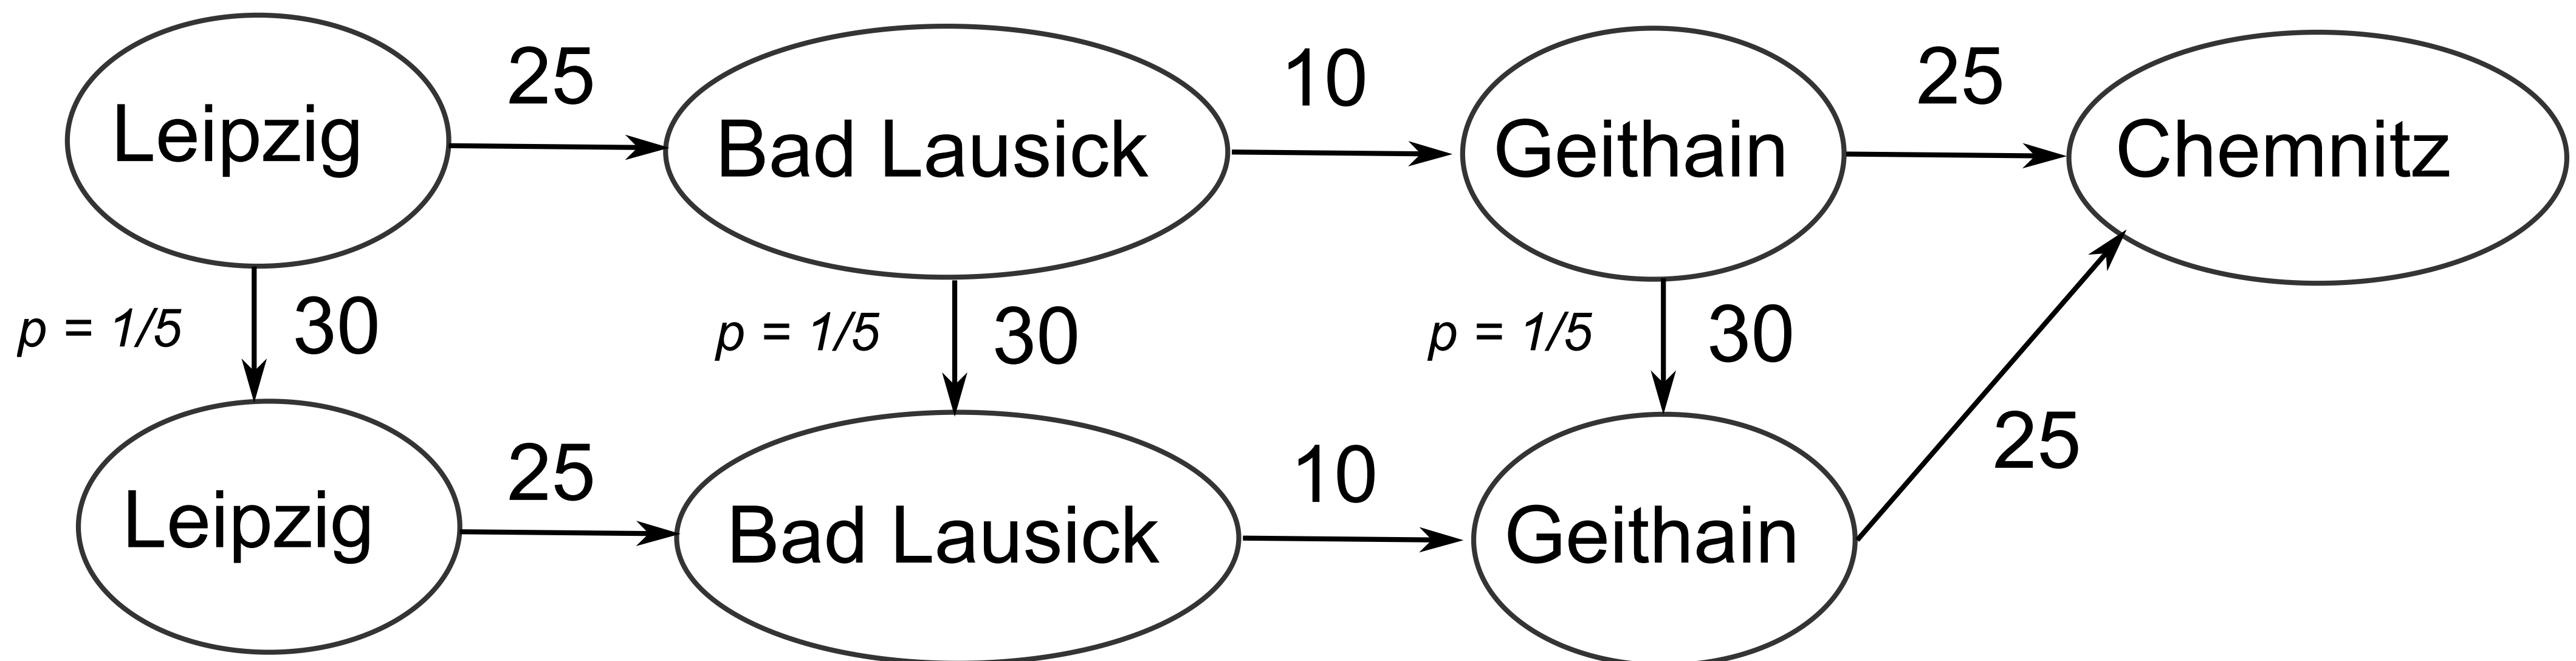 25 10 25
Leipzig Bad Lausick Geithain Chemnitz
p = 1/5 30 p = 1/5 30 p = 1/5 30
25 10 25
Leipzig Bad Lausick Geithain